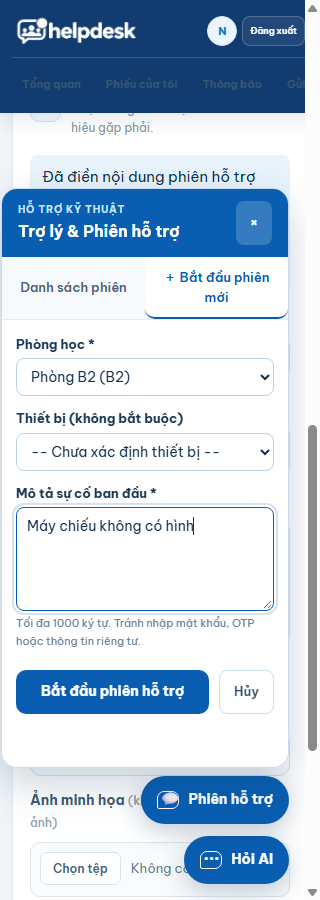 helpdesk
N
Đăng xuất
Tổng quan
Phiếu của tôi
Thông báo
hiệu gặp phải.
Đã điền nội dung phiên hỗ trợ
HỖ TRỢ KỸ THUẬT
Trợ lý & Phiên hỗ trợ
×
Danh sách phiên
+ Bắt đầu phiên
mới
Phòng học *
Phòng B2 (B2)
Thiết bị (không bắt buộc)
-- Chưa xác định thiết bị --
Mô tả sự cố ban đầu *
Máy chiếu không có hình
Tối đa 1000 ký tự. Tránh nhập mật khẩu, OTP
hoặc thông tin riêng tư.
Bắt đầu phiên hỗ trợ
Hủy
Phiên hỗ trợ
Ảnh minh họa
ảnh)
Hỏi AI
Chọn tệp
Không